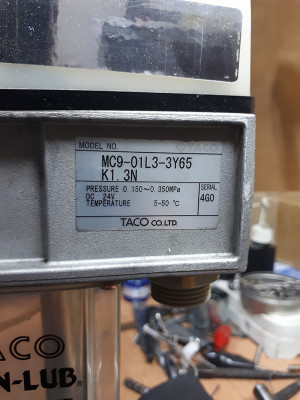 MODEL NO.
TACO
MC9-01L3-3Y65
K1.3N
PRESSURE 0.150~0.350MPa
DC 24V
TEMPERATURE 5-50 ℃
SERIAL
4G0
TACO CO.,LTD.
ACO
N-LUB®